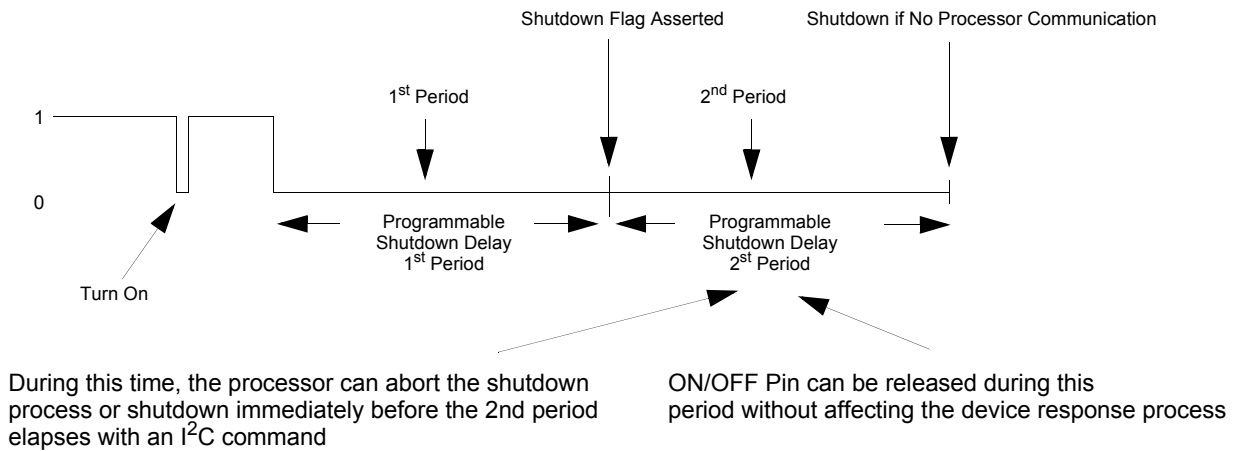 Shutdown Flag Asserted
Shutdown if No Processor Communication
1st Period
2nd Period
1
0
Programmable
Shutdown Delay
1st Period
Programmable
Shutdown Delay
2st Period
Turn On
During this time, the processor can abort the shutdown
process or shutdown immediately before the 2nd period
elapses with an I2C command
ON/OFF Pin can be released during this
period without affecting the device response process